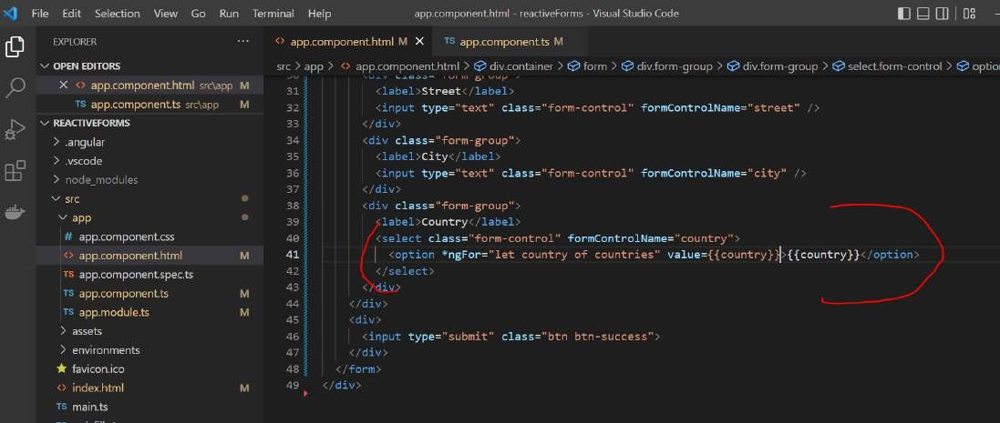 File Edit Selection View Go Run Terminal Help app.component.html - reactiveForms - Visual Studio Code
EXPLORER ···
OPEN EDITORS
app.component.html src\app M
TS app.component.ts src\app M
REACTIVEFORMS
.angular
.vscode
node_modules
src
app
# app.component.css
<> app.component.html M
TS app.component.spec.ts
TS app.component.ts M
TS app.module.ts M
assets
environments
favicon.ico
<> index.html M
TS main.ts
<> app.component.html M TS app.component.ts M
src > app > <> app.component.html > div.container > form > div.form-group > div.form-group > select.form-control > optio
30 <div class="form-group">
31 <label>Street</label>
32 <input type="text" class="form-control" formControlName="street" />
33 </div>
34 <div class="form-group">
35 <label>City</label>
36 <input type="text" class="form-control" formControlName="city" />
37 </div>
38 <div class="form-group">
39 <label>Country</label>
40 <select class="form-control" formControlName="country">
41 <option *ngFor="let country of countries" value={{country}}>{{country}}</option>
42 </select>
43 </div>
44 </div>
45 <div>
46 <input type="submit" class="btn btn-success">
47 </div>
48 </form>
49 </div>